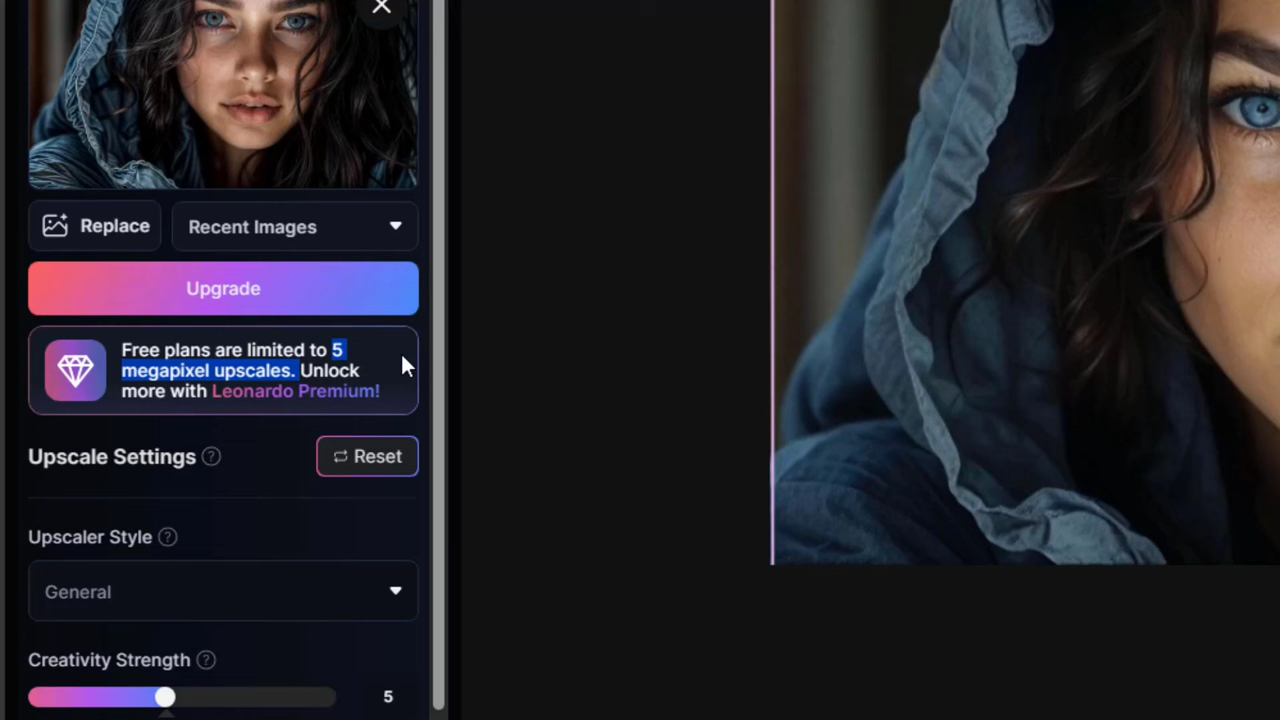 Replace
Recent Images
Upgrade
Free plans are limited to 5
megapixel upscales. Unlock
more with Leonardo Premium!
Upscale Settings
Reset
Upscaler Style
General
Creativity Strength
5